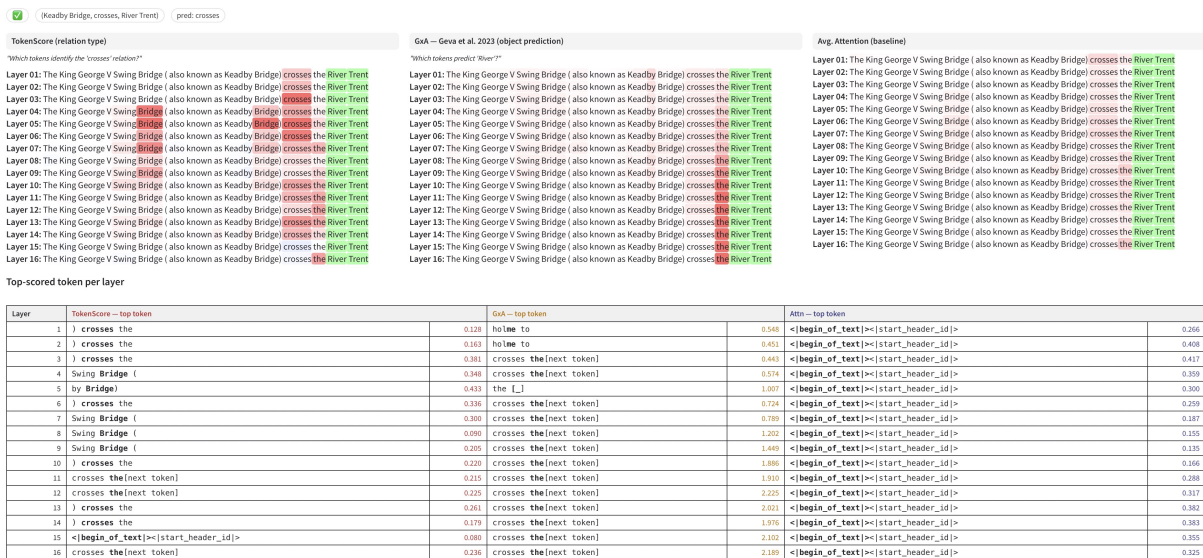 ✅ (Keadby Bridge, crosses, River Trent) pred: crosses
TokenScore (relation type)
"Which tokens identify the 'crosses' relation?"
Layer 01: The King George V Swing Bridge ( also known as Keadby Bridge) crosses the River Trent
Layer 02: The King George V Swing Bridge ( also known as Keadby Bridge) crosses the River Trent
Layer 03: The King George V Swing Bridge ( also known as Keadby Bridge) crosses the River Trent
Layer 04: The King George V Swing Bridge ( also known as Keadby Bridge) crosses the River Trent
Layer 05: The King George V Swing Bridge ( also known as Keadby Bridge) crosses the River Trent
Layer 06: The King George V Swing Bridge ( also known as Keadby Bridge) crosses the River Trent
Layer 07: The King George V Swing Bridge ( also known as Keadby Bridge) crosses the River Trent
Layer 08: The King George V Swing Bridge ( also known as Keadby Bridge) crosses the River Trent
Layer 09: The King George V Swing Bridge ( also known as Keadby Bridge) crosses the River Trent
Layer 10: The King George V Swing Bridge ( also known as Keadby Bridge) crosses the River Trent
Layer 11: The King George V Swing Bridge ( also known as Keadby Bridge) crosses the River Trent
Layer 12: The King George V Swing Bridge ( also known as Keadby Bridge) crosses the River Trent
Layer 13: The King George V Swing Bridge ( also known as Keadby Bridge) crosses the River Trent
Layer 14: The King George V Swing Bridge ( also known as Keadby Bridge) crosses the River Trent
Layer 15: The King George V Swing Bridge ( also known as Keadby Bridge) crosses the River Trent
Layer 16: The King George V Swing Bridge ( also known as Keadby Bridge) crosses the River Trent
GxA — Geva et al. 2023 (object prediction)
"Which tokens predict 'River'?"
Layer 01: The King George V Swing Bridge ( also known as Keadby Bridge) crosses the River Trent
Layer 02: The King George V Swing Bridge ( also known as Keadby Bridge) crosses the River Trent
Layer 03: The King George V Swing Bridge ( also known as Keadby Bridge) crosses the River Trent
Layer 04: The King George V Swing Bridge ( also known as Keadby Bridge) crosses the River Trent
Layer 05: The King George V Swing Bridge ( also known as Keadby Bridge) crosses the River Trent
Layer 06: The King George V Swing Bridge ( also known as Keadby Bridge) crosses the River Trent
Layer 07: The King George V Swing Bridge ( also known as Keadby Bridge) crosses the River Trent
Layer 08: The King George V Swing Bridge ( also known as Keadby Bridge) crosses the River Trent
Layer 09: The King George V Swing Bridge ( also known as Keadby Bridge) crosses the River Trent
Layer 10: The King George V Swing Bridge ( also known as Keadby Bridge) crosses the River Trent
Layer 11: The King George V Swing Bridge ( also known as Keadby Bridge) crosses the River Trent
Layer 12: The King George V Swing Bridge ( also known as Keadby Bridge) crosses the River Trent
Layer 13: The King George V Swing Bridge ( also known as Keadby Bridge) crosses the River Trent
Layer 14: The King George V Swing Bridge ( also known as Keadby Bridge) crosses the River Trent
Layer 15: The King George V Swing Bridge ( also known as Keadby Bridge) crosses the River Trent
Layer 16: The King George V Swing Bridge ( also known as Keadby Bridge) crosses the River Trent
Avg. Attention (baseline)
Layer 01: The King George V Swing Bridge ( also known as Keadby Bridge) crosses the River Trent
Layer 02: The King George V Swing Bridge ( also known as Keadby Bridge) crosses the River Trent
Layer 03: The King George V Swing Bridge ( also known as Keadby Bridge) crosses the River Trent
Layer 04: The King George V Swing Bridge ( also known as Keadby Bridge) crosses the River Trent
Layer 05: The King George V Swing Bridge ( also known as Keadby Bridge) crosses the River Trent
Layer 06: The King George V Swing Bridge ( also known as Keadby Bridge) crosses the River Trent
Layer 07: The King George V Swing Bridge ( also known as Keadby Bridge) crosses the River Trent
Layer 08: The King George V Swing Bridge ( also known as Keadby Bridge) crosses the River Trent
Layer 09: The King George V Swing Bridge ( also known as Keadby Bridge) crosses the River Trent
Layer 10: The King George V Swing Bridge ( also known as Keadby Bridge) crosses the River Trent
Layer 11: The King George V Swing Bridge ( also known as Keadby Bridge) crosses the River Trent
Layer 12: The King George V Swing Bridge ( also known as Keadby Bridge) crosses the River Trent
Layer 13: The King George V Swing Bridge ( also known as Keadby Bridge) crosses the River Trent
Layer 14: The King George V Swing Bridge ( also known as Keadby Bridge) crosses the River Trent
Layer 15: The King George V Swing Bridge ( also known as Keadby Bridge) crosses the River Trent
Layer 16: The King George V Swing Bridge ( also known as Keadby Bridge) crosses the River Trent
Top-scored token per layer
Layer TokenScore — top token GxA — top token Attn — top token
1 ) crosses the 0.128 holme to 0.548 <|begin_of_text|><|start_header_id|> 0.266
2 ) crosses the 0.163 holme to 0.451 <|begin_of_text|><|start_header_id|> 0.408
3 ) crosses the 0.381 crosses the[next token] 0.443 <|begin_of_text|><|start_header_id|> 0.417
4 Swing Bridge ( 0.348 crosses the[next token] 0.574 <|begin_of_text|><|start_header_id|> 0.359
5 by Bridge) 0.433 the [_] 1.007 <|begin_of_text|><|start_header_id|> 0.300
6 ) crosses the 0.336 crosses the[next token] 0.724 <|begin_of_text|><|start_header_id|> 0.259
7 Swing Bridge ( 0.300 crosses the[next token] 0.789 <|begin_of_text|><|start_header_id|> 0.187
8 Swing Bridge ( 0.090 crosses the[next token] 1.202 <|begin_of_text|><|start_header_id|> 0.155
9 Swing Bridge ( 0.205 crosses the[next token] 1.449 <|begin_of_text|><|start_header_id|> 0.135
10 ) crosses the 0.220 crosses the[next token] 1.886 <|begin_of_text|><|start_header_id|> 0.166
11 crosses the[next token] 0.215 crosses the[next token] 1.910 <|begin_of_text|><|start_header_id|> 0.288
12 crosses the[next token] 0.225 crosses the[next token] 2.225 <|begin_of_text|><|start_header_id|> 0.317
13 ) crosses the 0.261 crosses the[next token] 2.021 <|begin_of_text|><|start_header_id|> 0.382
14 ) crosses the 0.179 crosses the[next token] 1.976 <|begin_of_text|><|start_header_id|> 0.383
15 <|begin_of_text|><|start_header_id|> 0.080 crosses the[next token] 2.102 <|begin_of_text|><|start_header_id|> 0.355
16 crosses the[next token] 0.236 crosses the[next token] 2.189 <|begin_of_text|><|start_header_id|> 0.325